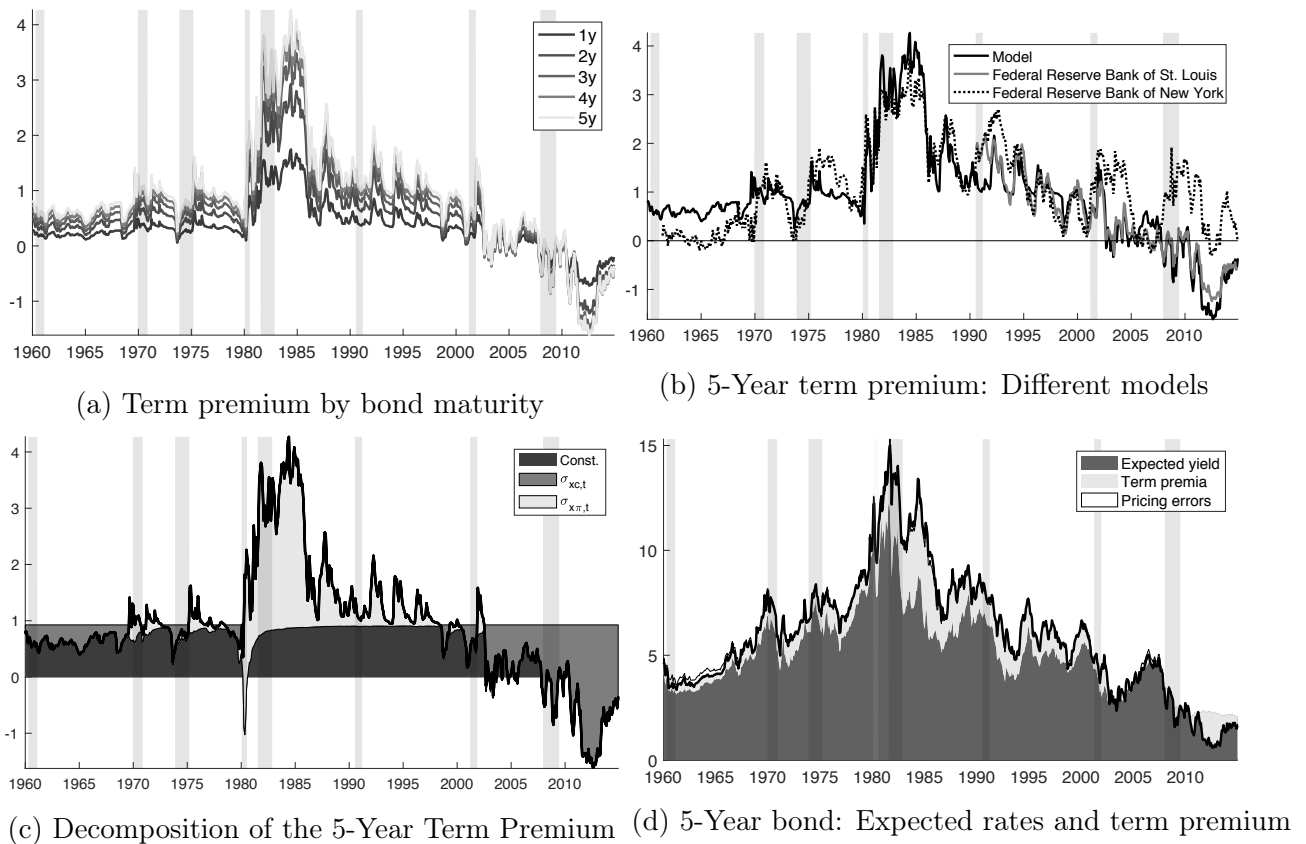 4
3
2
1
0
-1
1y
2y
3y
4y
5y
1960 1965 1970 1975 1980 1985 1990 1995 2000 2005 2010
(a) Term premium by bond maturity
4
3
2
1
0
-1
Model
Federal Reserve Bank of St. Louis
Federal Reserve Bank of New York
1960 1965 1970 1975 1980 1985 1990 1995 2000 2005 2010
(b) 5-Year term premium: Different models
4
3
2
1
0
-1
Const.
σxc,t
σxπ,t
1960 1965 1970 1975 1980 1985 1990 1995 2000 2005 2010
(c) Decomposition of the 5-Year Term Premium
15
10
5
0
Expected yield
Term premia
Pricing errors
1960 1965 1970 1975 1980 1985 1990 1995 2000 2005 2010
(d) 5-Year bond: Expected rates and term premium